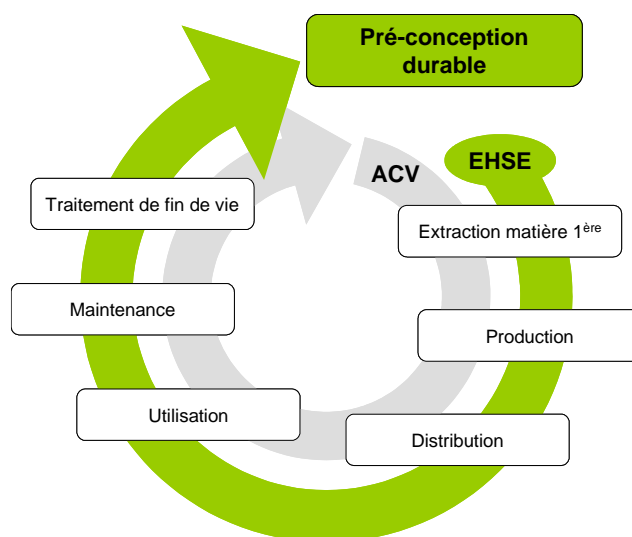 Pré-conception
durable
ACV
EHSE
Extraction matière 1ère
Production
Distribution
Utilisation
Maintenance
Traitement de fin de vie